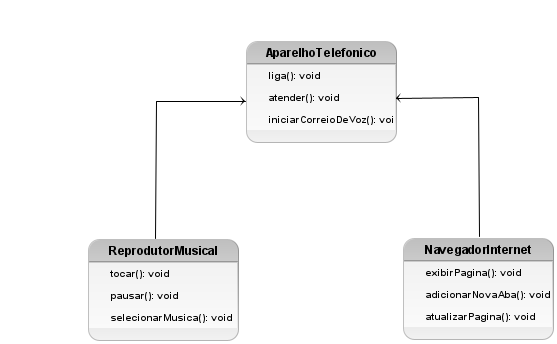 AparelhoTelefonico
liga(): void
atender(): void
iniciarCorreioDeVoz(): voi
ReprodutorMusical
tocar(): void
pausar(): void
selecionarMusica(): void
NavegadorInternet
exibirPagina(): void
adicionarNovaAba(): void
atualizarPagina(): void